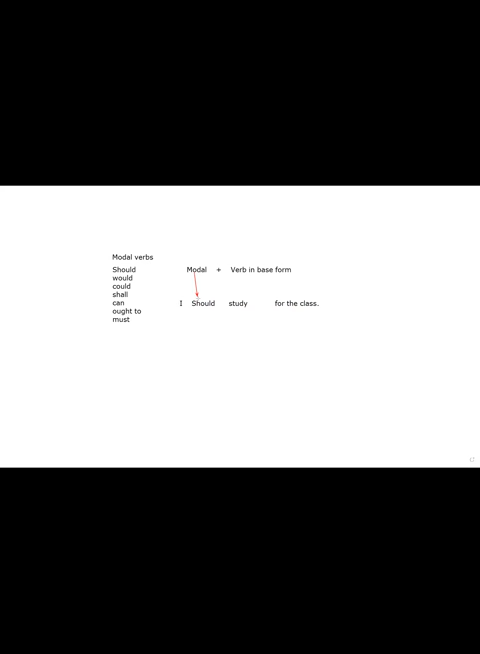 Modal verbs
Should Modal + Verb in base form
would
could
shall
can I Should study for the class.
ought to
must